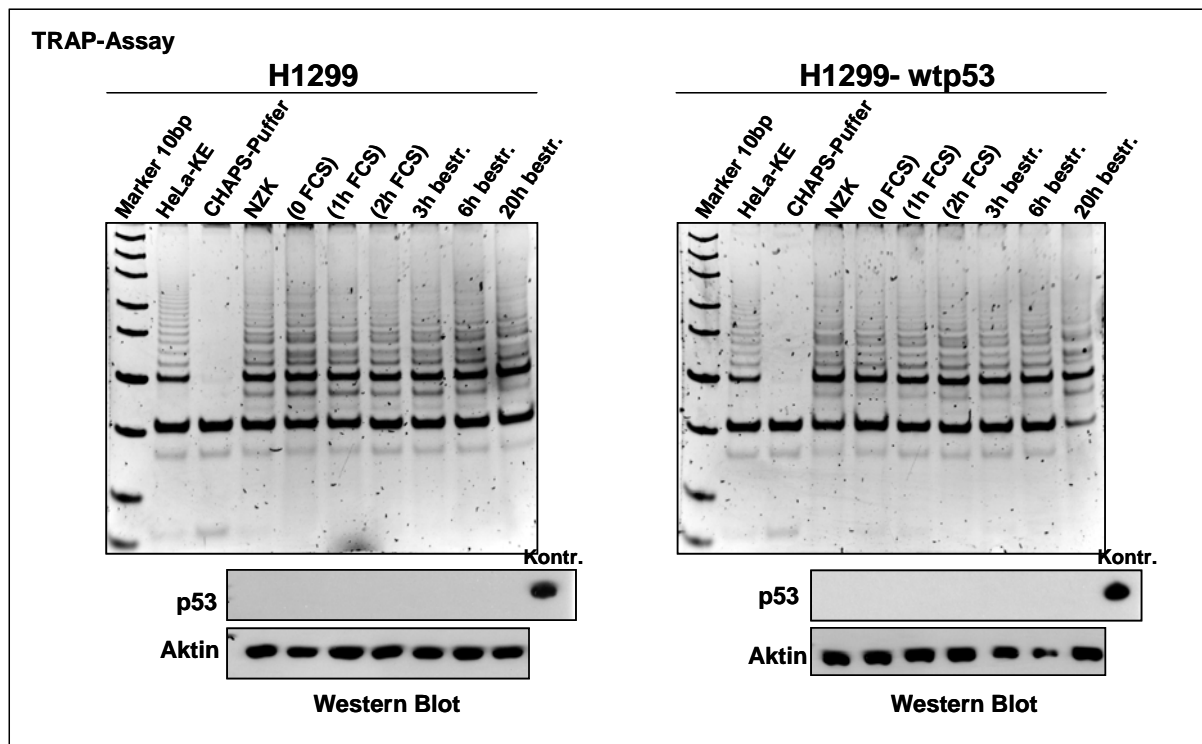 TRAP-Assay
H1299
Marker 10bp
HeLa-KE
CHAPS-Puffer
NZK
(0 FCS)
(1h FCS)
(2h FCS)
3h bestr.
6h bestr.
20h bestr.
Kontr.
p53
Aktin
Western Blot
H1299- wtp53
Marker 10bp
HeLa-KE
CHAPS-Puffer
NZK
(0 FCS)
(1h FCS)
(2h FCS)
3h bestr.
6h bestr.
20h bestr.
Kontr.
p53
Aktin
Western Blot